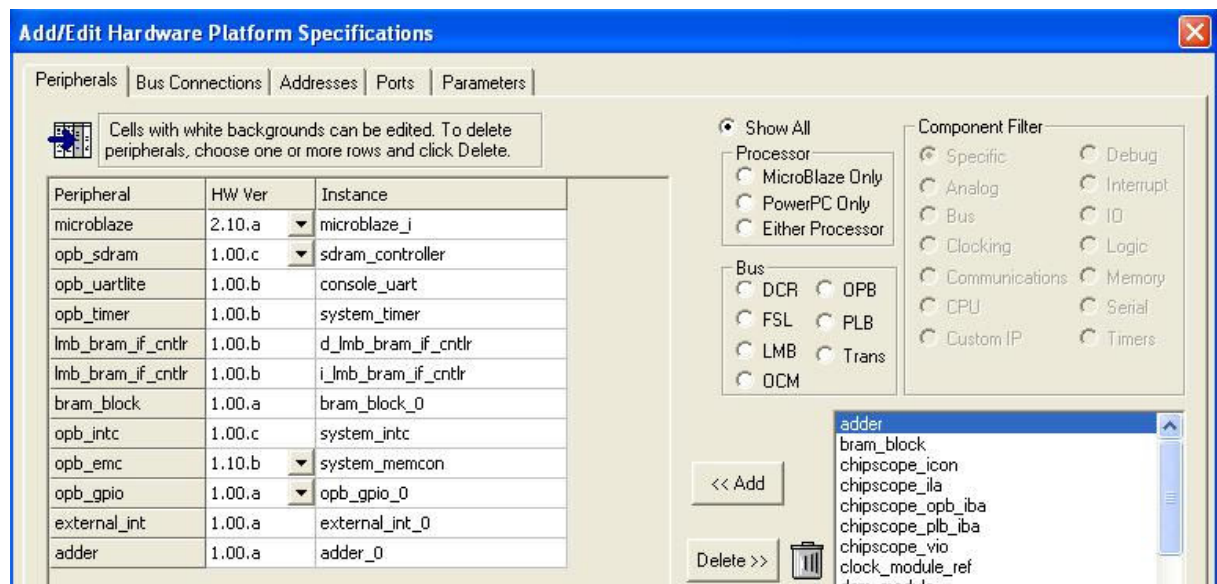 Add/Edit Hardware Platform Specifications
Peripherals Bus Connections Addresses Ports Parameters
Cells with white backgrounds can be edited. To delete
peripherals, choose one or more rows and click Delete.
Peripheral HW Ver Instance
microblaze 2.10.a microblaze_i
opb_sdram 1.00.c sdram_controller
opb_uartlite 1.00.b console_uart
opb_timer 1.00.b system_timer
lmb_bram_if_cntlr 1.00.b d_lmb_bram_if_cntlr
lmb_bram_if_cntlr 1.00.b i_lmb_bram_if_cntlr
bram_block 1.00.a bram_block_0
opb_intc 1.00.c system_intc
opb_emc 1.10.b system_memcon
opb_gpio 1.00.a opb_gpio_0
external_int 1.00.a external_int_0
adder 1.00.a adder_0
Show All
Processor
MicroBlaze Only
PowerPC Only
Either Processor
Bus
DCR OPB
FSL PLB
LMB Trans
OCM
Component Filter
Specific Debug
Analog Interrupt
Bus IO
Clocking Logic
Communications Memory
CPU Serial
Custom IP Timers
<< Add
Delete >>
adder
bram_block
chipscope_icon
chipscope_ila
chipscope_opb_iba
chipscope_plb_iba
chipscope_vio
clock_module_ref